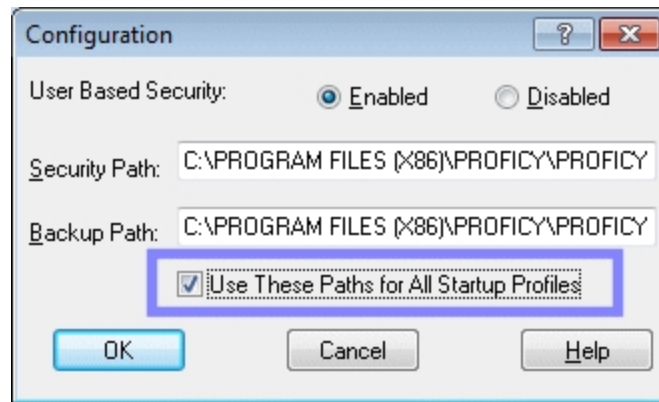 Configuration
User Based Security: Enabled Disabled
Security Path: C:\PROGRAM FILES (X86)\PROFICY\PROFICY
Backup Path: C:\PROGRAM FILES (X86)\PROFICY\PROFICY
Use These Paths for All Startup Profiles
OK Cancel Help